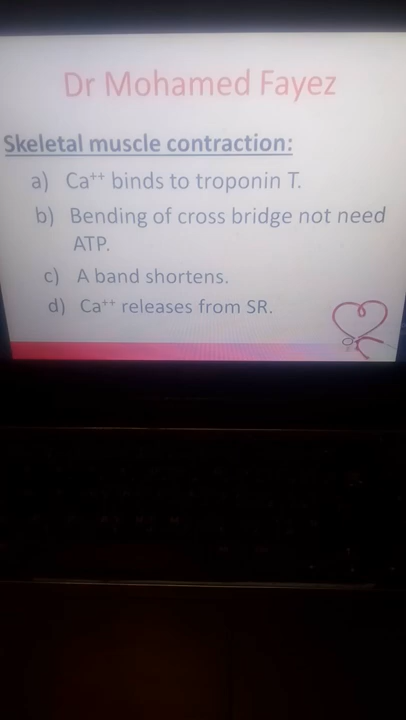 Dr Mohamed Fayez
Skeletal muscle contraction:
a) Ca⁺⁺ binds to troponin T.
b) Bending of cross bridge not need
ATP.
c) A band shortens.
d) Ca⁺⁺ releases from SR.